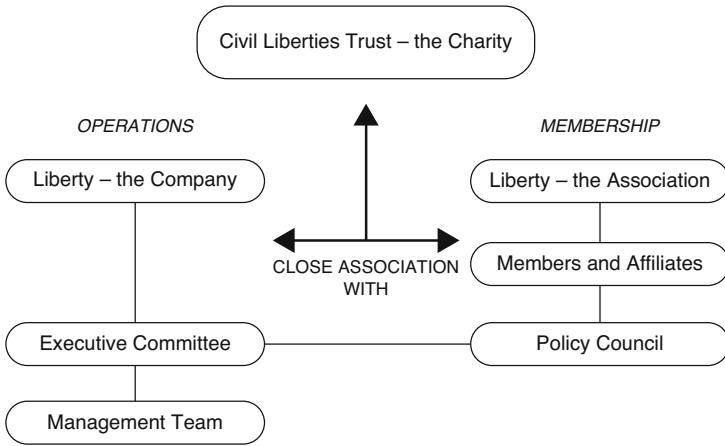 Civil Liberties Trust – the Charity
OPERATIONS
MEMBERSHIP
Liberty – the Company
Liberty – the Association
CLOSE ASSOCIATION
WITH
Members and Affiliates
Executive Committee
Policy Council
Management Team